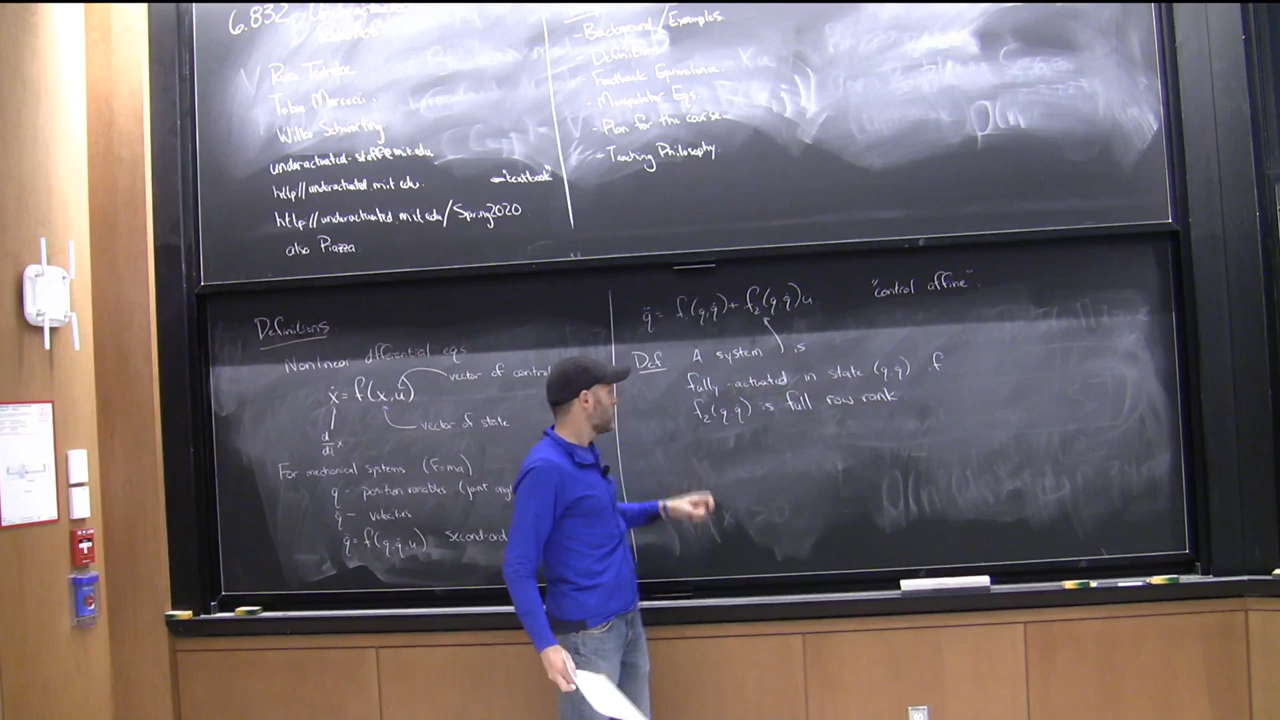 6.832 Underactuated
Robotics
Russ Tedrake
Tobia Marcucci
Wilko Schwarting
underactuated-staff@mit.edu
http://underactuated.mit.edu. ← "textbook"
http://underactuated.mit.edu/Spring2020
also Piazza
- Background/Examples.
- Definitions
- Feedback Equivalence
- Manipulator Eqs.
- Plan for the course
- Teaching Philosophy.
Definitions
Nonlinear differential eqs
ẋ = f(x,u)
vector of control
vector of state
d/dt x
For mechanical systems (F=ma)
q - position variables (joint ang
q̇ - velocities
q̈ = f(q,q̇,u) second-ord
q̈ = f₁(q,q̇) + f₂(q,q̇)u "control affine".
Def A system is
fully-actuated in state (q,q̇) if
f₂(q,q̇) is full row rank